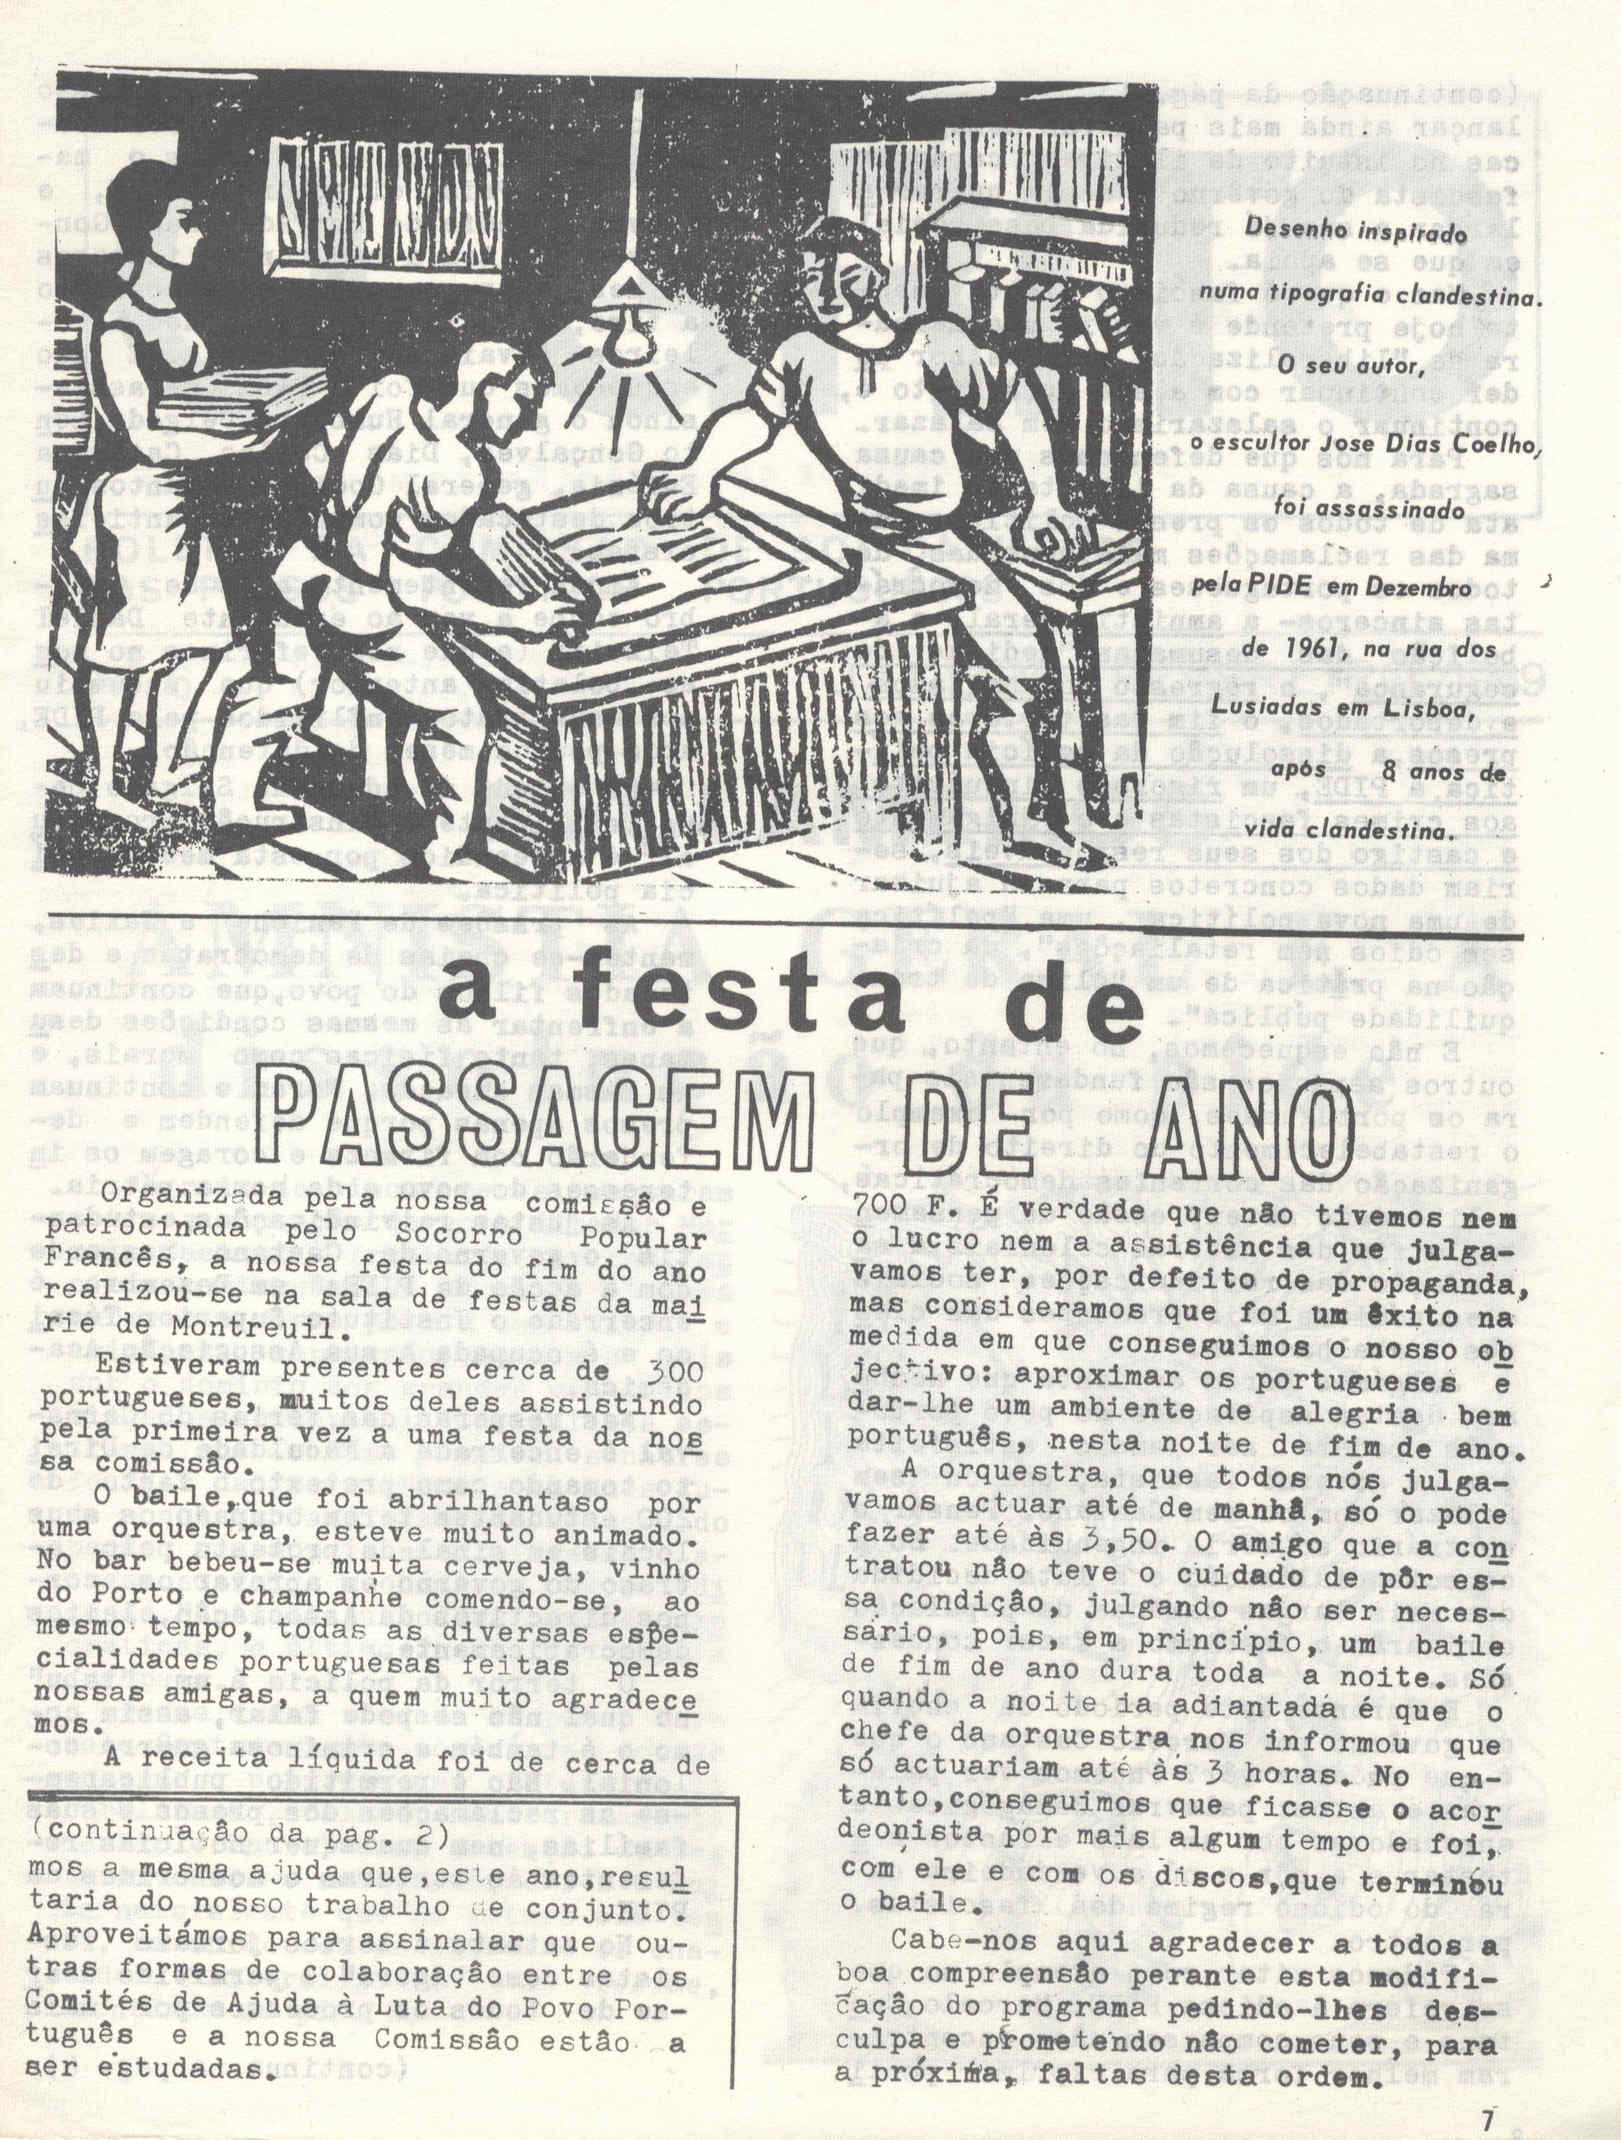 Desenho inspirado
numa tipografia clandestina.
O seu autor,
o escultor Jose Dias Coelho,
foi assassinado
pela PIDE em Dezembro
de 1961, na rua dos
Lusiadas em Lisboa,
após 8 anos de
vida clandestina.
a festa de
PASSAGEM DE ANO
Organizada pela nossa comissão e
patrocinada pelo Socorro Popular
Francês, a nossa festa do fim do ano
realizou-se na sala de festas da mai
rie de Montreuil.
Estiveram presentes cerca de 300
portugueses, muitos deles assistindo
pela primeira vez a uma festa da nos
sa comissão.
O baile, que foi abrilhantaso por
uma orquestra, esteve muito animado.
No bar bebeu-se muita cerveja, vinho
do Porto e champanhe comendo-se, ao
mesmo tempo, todas as diversas espe-
cialidades portuguesas feitas pelas
nossas amigas, a quem muito agradece
mos.
A receita líquida foi de cerca de
700 F. É verdade que não tivemos nem
o lucro nem a assistência que julga-
vamos ter, por defeito de propaganda,
mas consideramos que foi um êxito na
medida em que conseguimos o nosso ob
jectivo: aproximar os portugueses e
dar-lhe um ambiente de alegria bem
português, nesta noite de fim de ano.
A orquestra, que todos nós julga-
vamos actuar até de manhã, só o pode
fazer até às 3,50. O amigo que a con
tratou não teve o cuidado de pôr es-
sa condição, julgando não ser neces-
sário, pois, em princípio, um baile
de fim de ano dura toda a noite. Só
quando a noite ia adiantada é que o
chefe da orquestra nos informou que
só actuariam até às 3 horas. No en-
tanto, conseguimos que ficasse o acor
deonista por mais algum tempo e foi,
com ele e com os discos, que terminou
o baile.
Cabe-nos aqui agradecer a todos a
boa compreensão perante esta modifi-
cação do programa pedindo-lhes des-
culpa e prometendo não cometer, para
a próxima, faltas desta ordem.
(continuação da pag. 2)
mos a mesma ajuda que, este ano, resul
taria do nosso trabalho de conjunto.
Aproveitámos para assinalar que ou-
tras formas de colaboração entre os
Comités de Ajuda à Luta do Povo Por-
tuguês e a nossa Comissão estão a
ser estudadas.
7